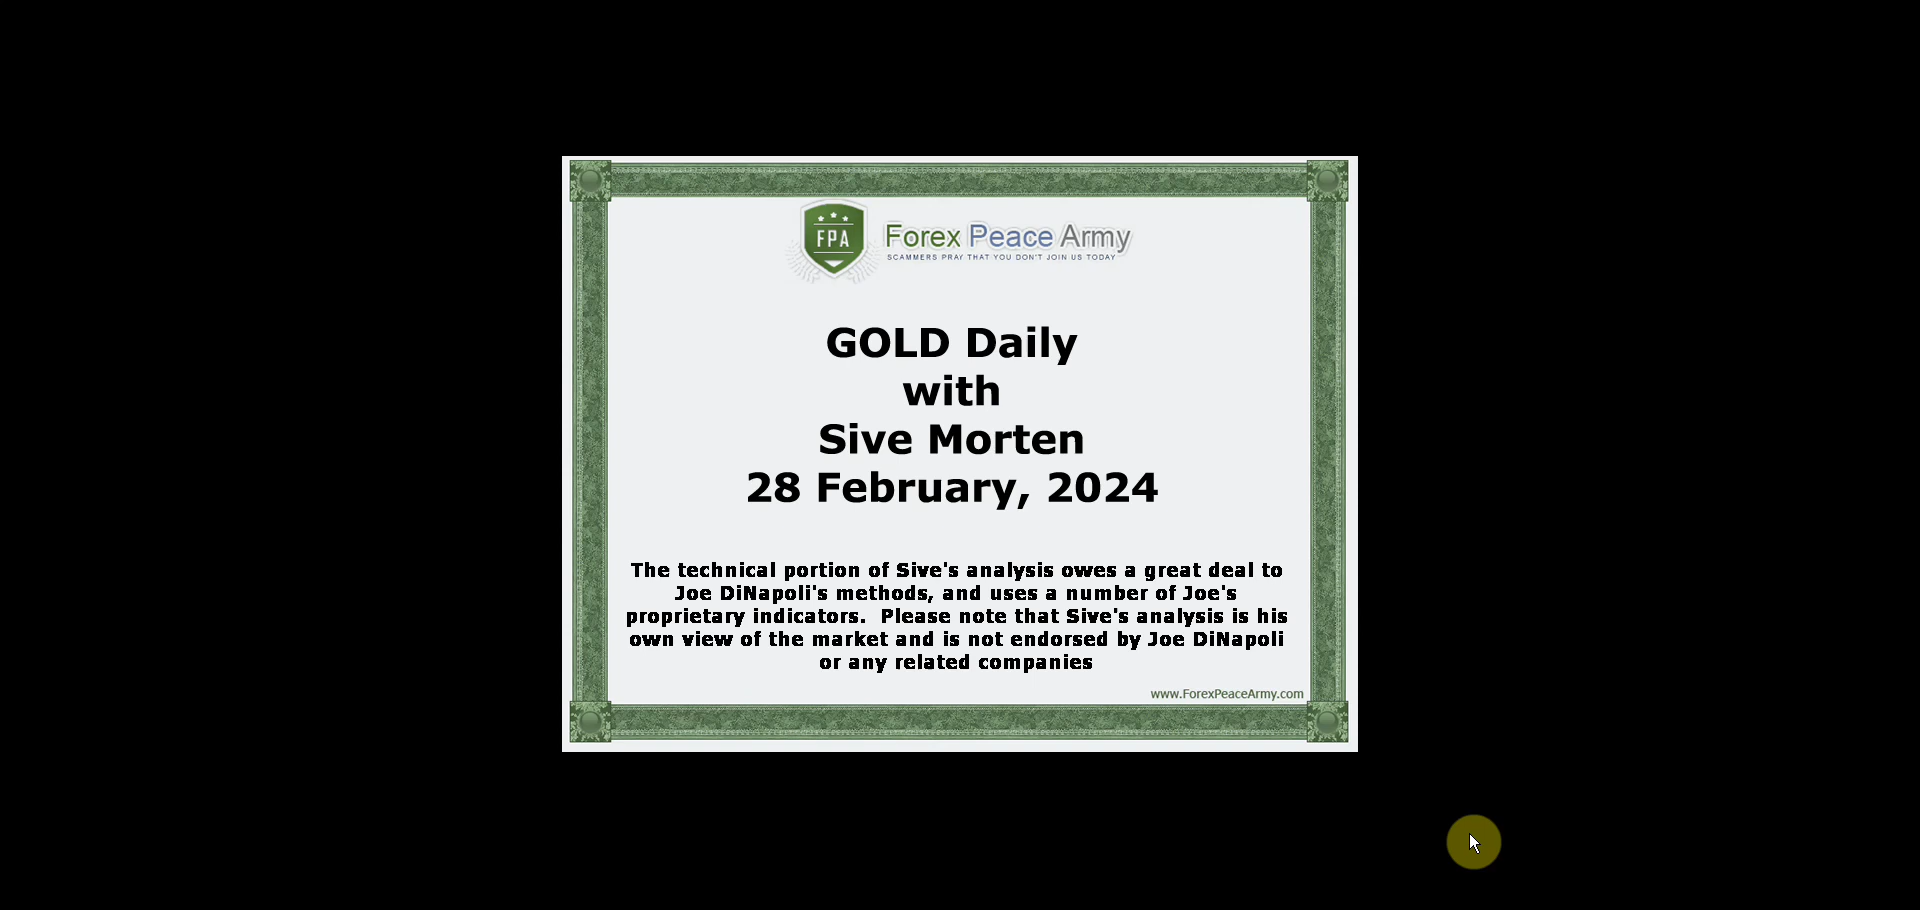 FPA
Forex Peace Army
SCAMMERS PRAY THAT YOU DON'T JOIN US TODAY
GOLD Daily
with
Sive Morten
28 February, 2024
The technical portion of Sive's analysis owes a great deal to
Joe DiNapoli's methods, and uses a number of Joe's
proprietary indicators.  Please note that Sive's analysis is his
own view of the market and is not endorsed by Joe DiNapoli
or any related companies
www.ForexPeaceArmy.com